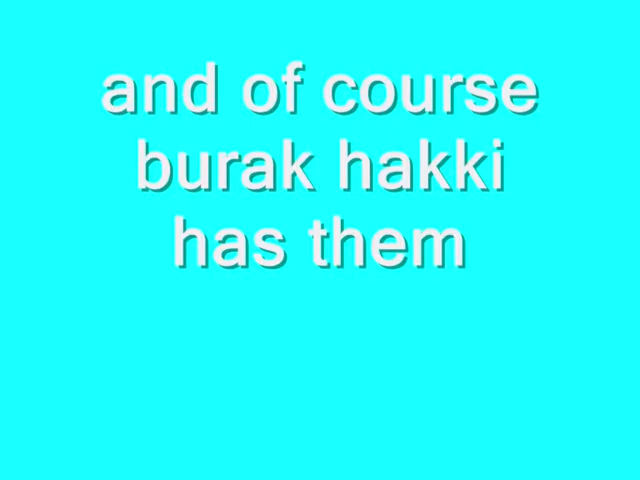 and of course
burak hakki
has them